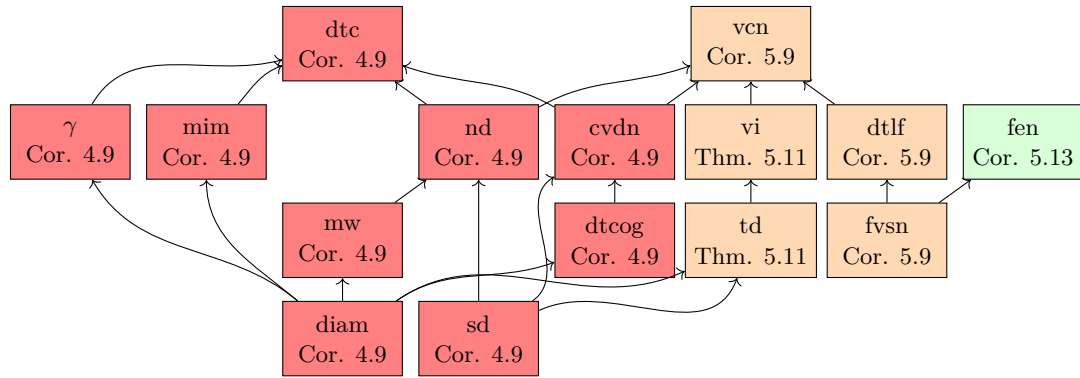 dtc
Cor. 4.9
vcn
Cor. 5.9
γ
Cor. 4.9
mim
Cor. 4.9
nd
Cor. 4.9
cvdn
Cor. 4.9
vi
Thm. 5.11
dtlf
Cor. 5.9
fen
Cor. 5.13
mw
Cor. 4.9
dtcog
Cor. 4.9
td
Thm. 5.11
fvsn
Cor. 5.9
diam
Cor. 4.9
sd
Cor. 4.9